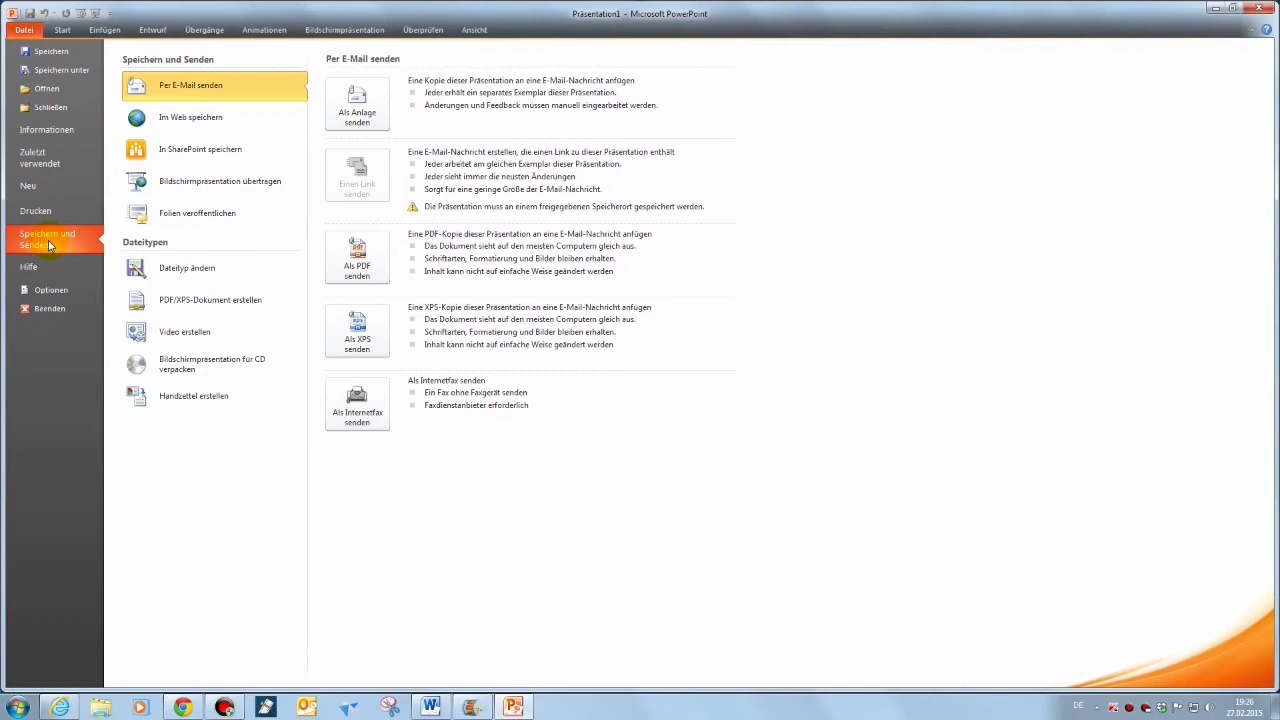 Präsentation1 - Microsoft PowerPoint
Datei Start Einfügen Entwurf Übergänge Animationen Bildschirmpräsentation Überprüfen Ansicht
Speichern
Speichern unter
Öffnen
Schließen
Informationen
Zuletzt
verwendet
Neu
Drucken
Speichern und
Senden
Hilfe
Optionen
Beenden
Speichern und Senden
Per E-Mail senden
Im Web speichern
In SharePoint speichern
Bildschirmpräsentation übertragen
Folien veröffentlichen
Dateitypen
Dateityp ändern
PDF/XPS-Dokument erstellen
Video erstellen
Bildschirmpräsentation für CD
verpacken
Handzettel erstellen
Per E-Mail senden
Als Anlage
senden
Eine Kopie dieser Präsentation an eine E-Mail-Nachricht anfügen
Jeder erhält ein separates Exemplar dieser Präsentation.
Änderungen und Feedback müssen manuell eingearbeitet werden.
Einen Link
senden
Eine E-Mail-Nachricht erstellen, die einen Link zu dieser Präsentation enthält
Jeder arbeitet am gleichen Exemplar dieser Präsentation.
Jeder sieht immer die neusten Änderungen
Sorgt für eine geringe Größe der E-Mail-Nachricht.
Die Präsentation muss an einem freigegebenen Speicherort gespeichert werden.
Als PDF
senden
Eine PDF-Kopie dieser Präsentation an eine E-Mail-Nachricht anfügen
Das Dokument sieht auf den meisten Computern gleich aus.
Schriftarten, Formatierung und Bilder bleiben erhalten.
Inhalt kann nicht auf einfache Weise geändert werden
Als XPS
senden
Eine XPS-Kopie dieser Präsentation an eine E-Mail-Nachricht anfügen
Das Dokument sieht auf den meisten Computern gleich aus.
Schriftarten, Formatierung und Bilder bleiben erhalten.
Inhalt kann nicht auf einfache Weise geändert werden
Als Internetfax
senden
Als Internetfax senden
Ein Fax ohne Faxgerät senden
Faxdienstanbieter erforderlich
DE
19:26
27.02.2015